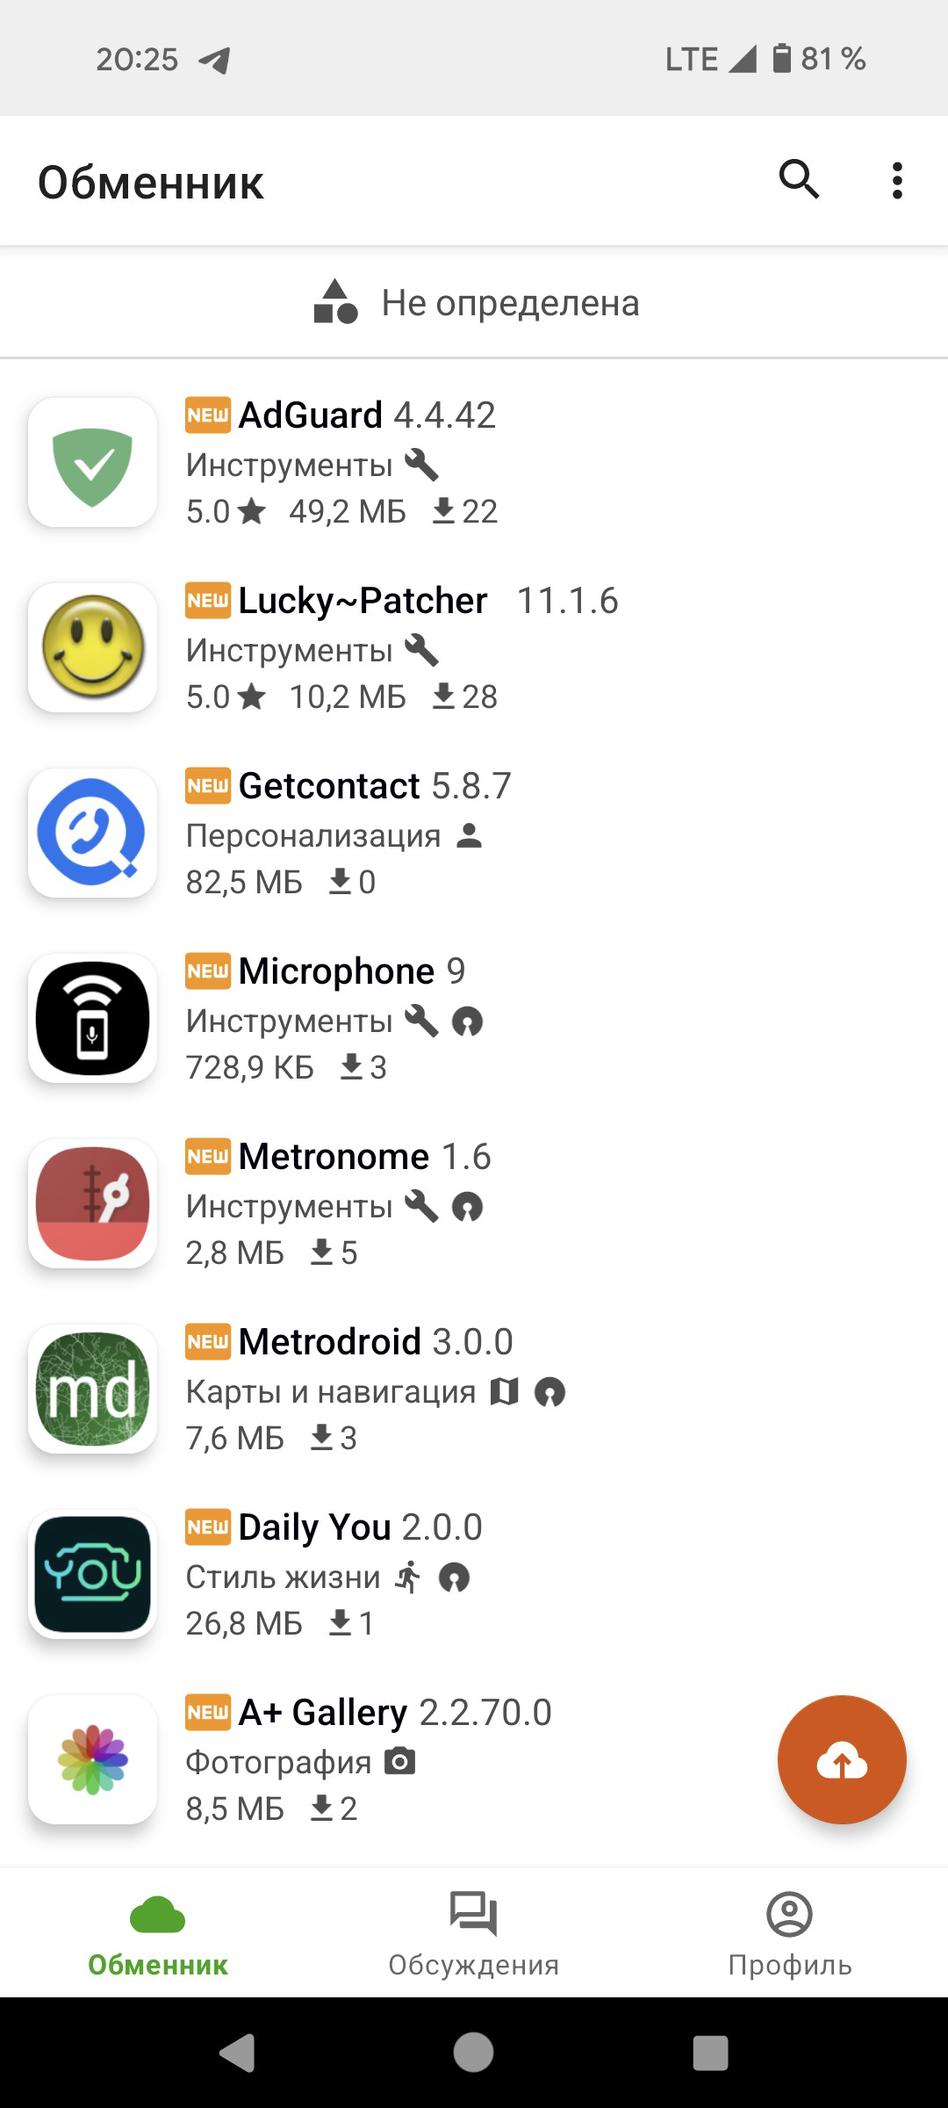 20:25 LTE 81 %
Обменник
Не определена
NEW AdGuard 4.4.42
Инструменты
5.0 49,2 МБ 22
NEW Lucky~Patcher 11.1.6
Инструменты
5.0 10,2 МБ 28
NEW Getcontact 5.8.7
Персонализация
82,5 МБ 0
NEW Microphone 9
Инструменты
728,9 КБ 3
NEW Metronome 1.6
Инструменты
2,8 МБ 5
md
NEW Metrodroid 3.0.0
Карты и навигация
7,6 МБ 3
YOU
NEW Daily You 2.0.0
Стиль жизни
26,8 МБ 1
NEW A+ Gallery 2.2.70.0
Фотография
8,5 МБ 2
Обменник Обсуждения Профиль